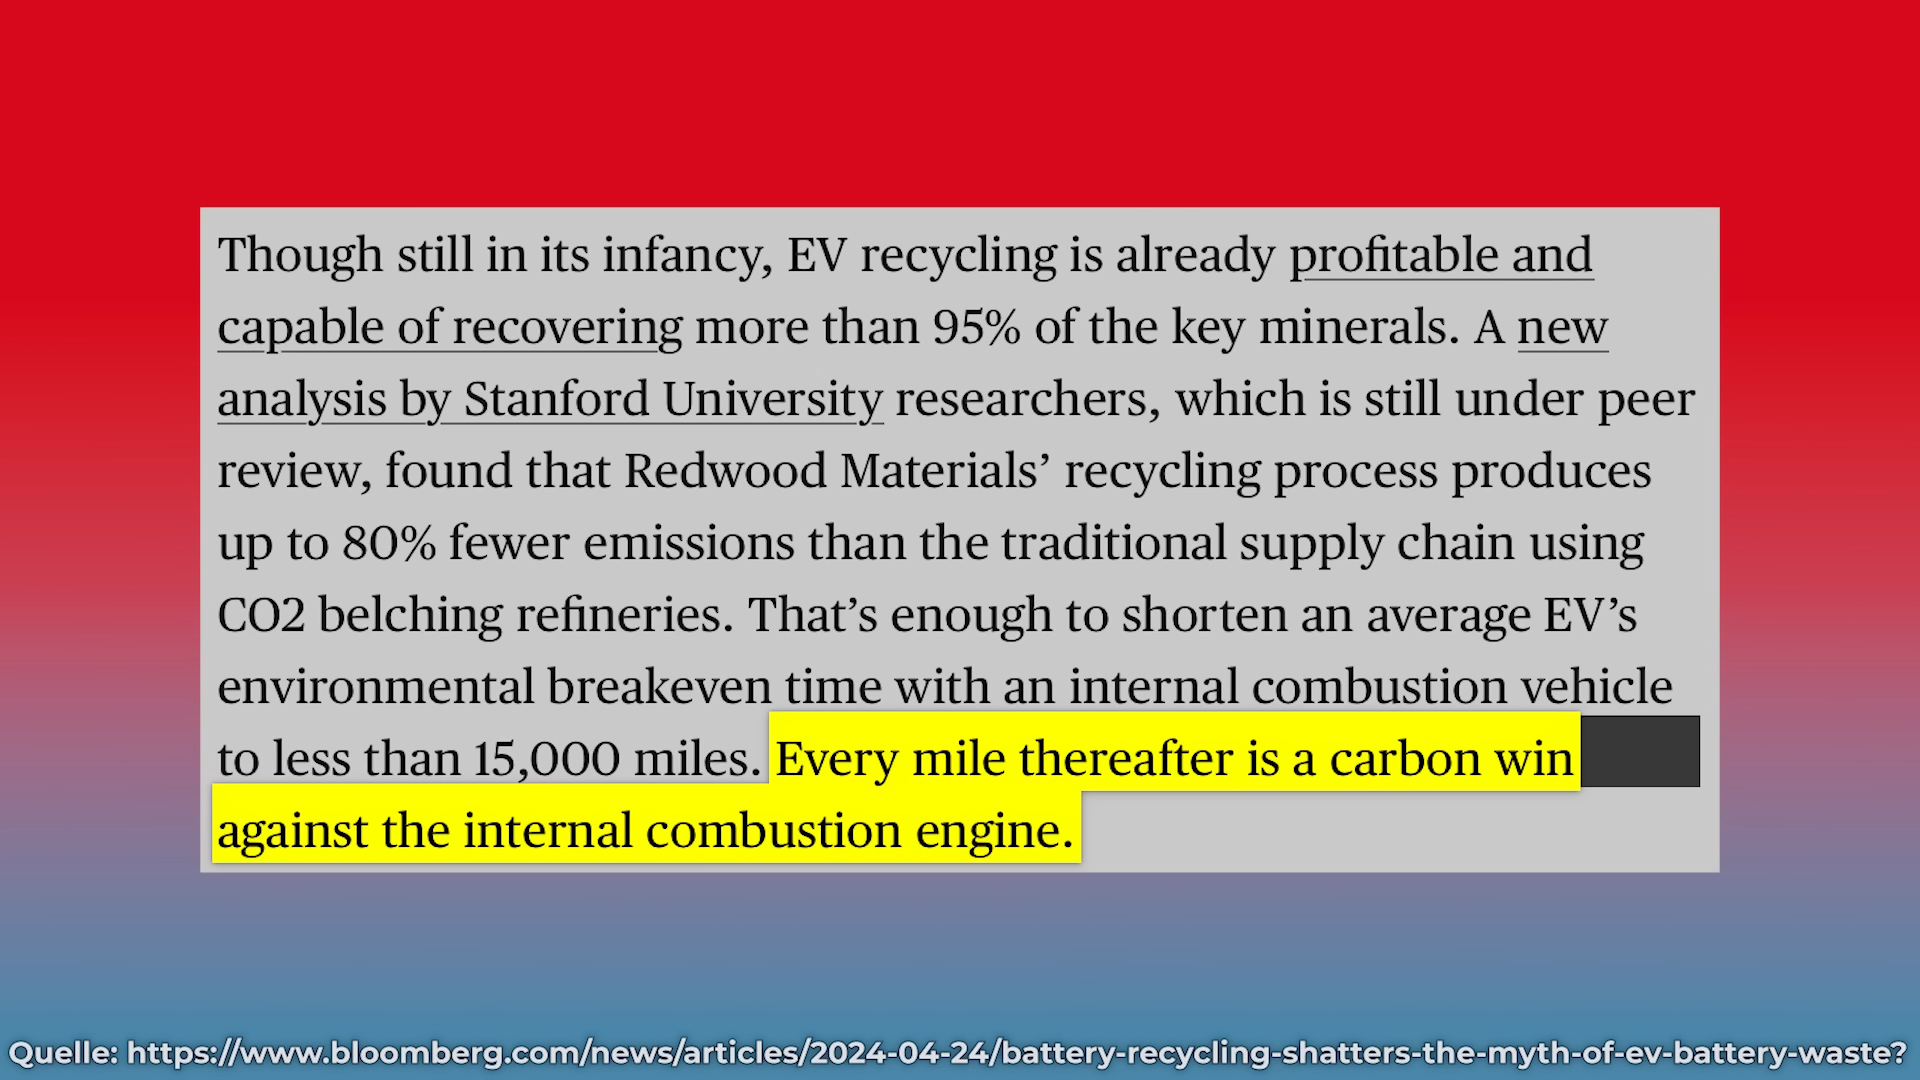 Though still in its infancy, EV recycling is already profitable and
capable of recovering more than 95% of the key minerals. A new
analysis by Stanford University researchers, which is still under peer
review, found that Redwood Materials’ recycling process produces
up to 80% fewer emissions than the traditional supply chain using
CO2 belching refineries. That’s enough to shorten an average EV’s
environmental breakeven time with an internal combustion vehicle
to less than 15,000 miles. Every mile thereafter is a carbon win
against the internal combustion engine.
Quelle: https://www.bloomberg.com/news/articles/2024-04-24/battery-recycling-shatters-the-myth-of-ev-battery-waste?